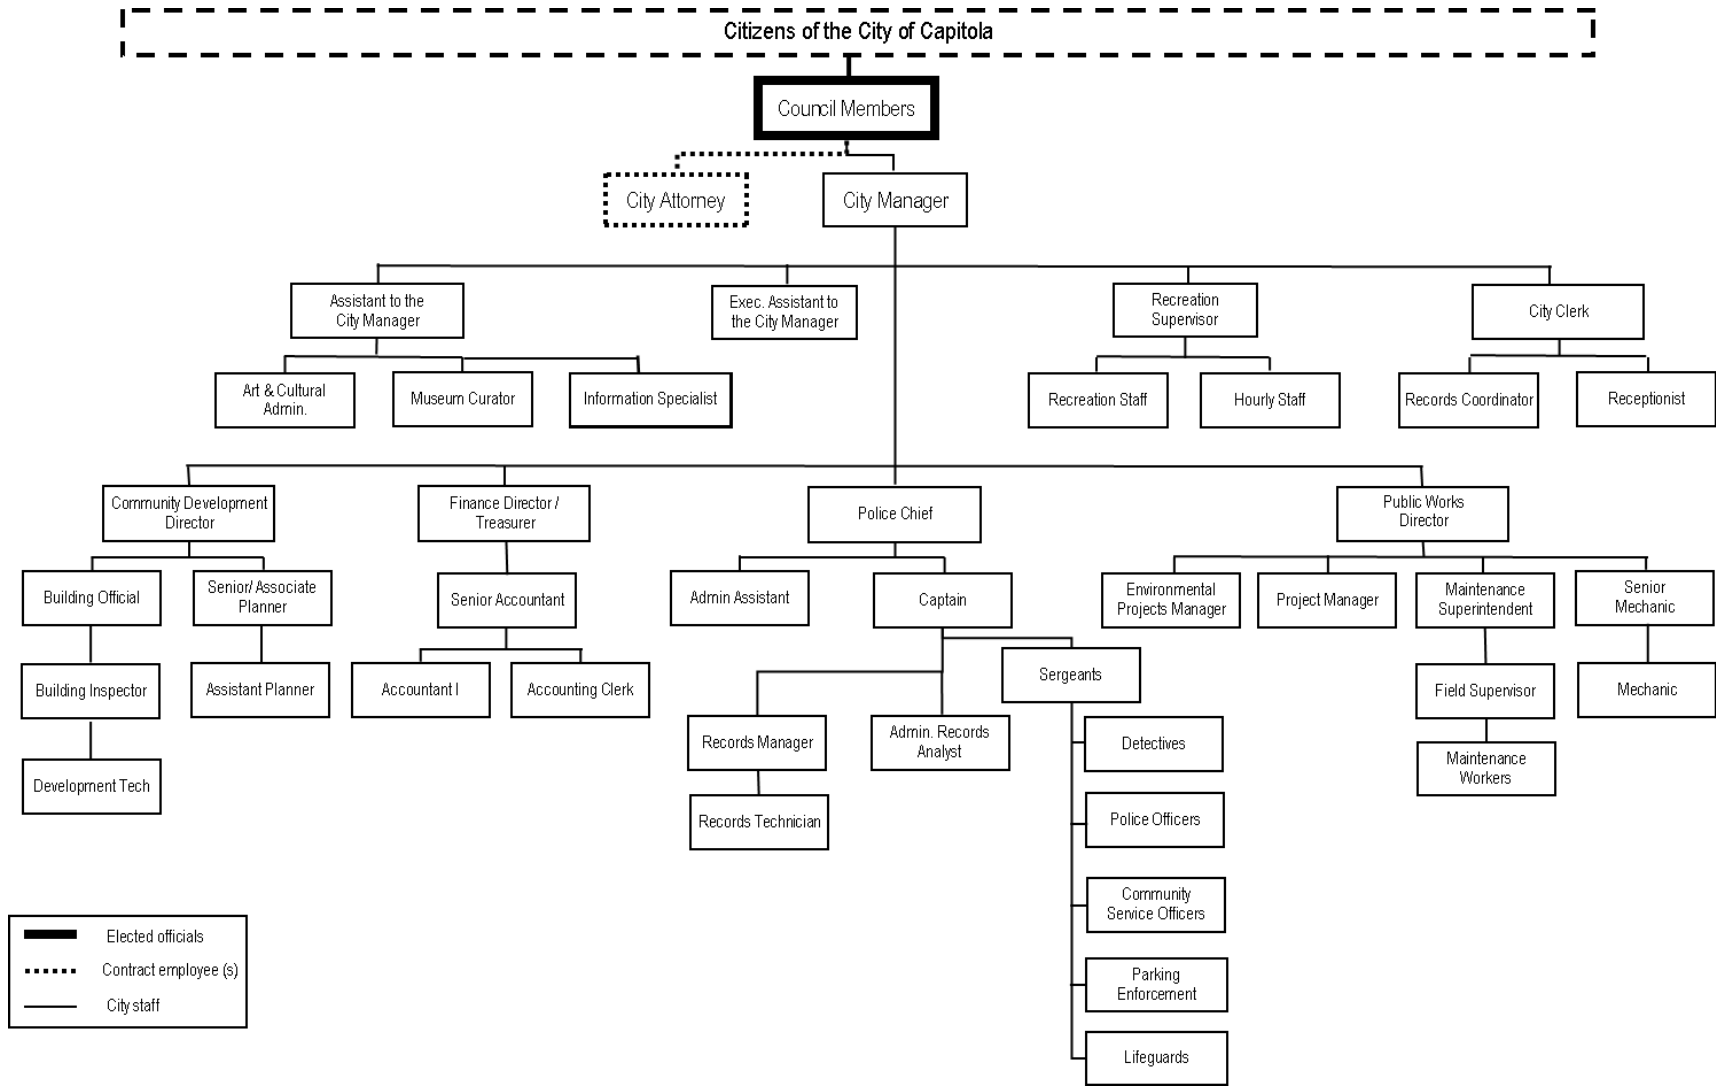 Citizens of the City of Capitola
Council Members
City Attorney
City Manager
Assistant to the
City Manager
Exec. Assistant to
the City Manager
Recreation
Supervisor
City Clerk
Art & Cultural
Admin.
Museum Curator
Information Specialist
Recreation Staff
Hourly Staff
Records Coordinator
Receptionist
Community Development
Director
Finance Director /
Treasurer
Police Chief
Public Works
Director
Building Official
Senior/ Associate
Planner
Senior Accountant
Admin Assistant
Captain
Environmental
Projects Manager
Project Manager
Maintenance
Superintendent
Senior
Mechanic
Building Inspector
Assistant Planner
Accountant I
Accounting Clerk
Sergeants
Field Supervisor
Mechanic
Records Manager
Admin. Records
Analyst
Detectives
Maintenance
Workers
Development Tech
Records Technician
Police Officers
Community
Service Officers
Parking
Enforcement
Lifeguards
Elected officials
Contract employee (s)
City staff